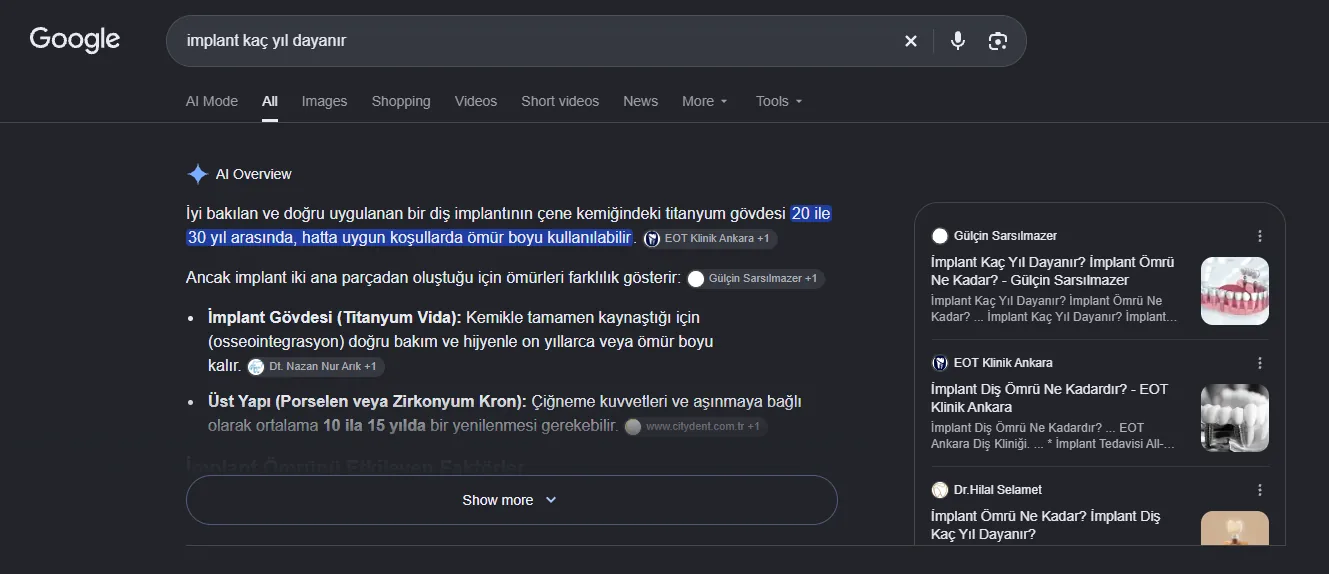 Google
implant kaç yıl dayanır
AI Mode All Images Shopping Videos Short videos News More Tools
AI Overview
İyi bakılan ve doğru uygulanan bir diş implantının çene kemiğindeki titanyum gövdesi 20 ile
30 yıl arasında, hatta uygun koşullarda ömür boyu kullanılabilir. EOT Klinik Ankara +1
Ancak implant iki ana parçadan oluştuğu için ömürleri farklılık gösterir: Gülçin Sarsılmazer +1
• İmplant Gövdesi (Titanyum Vida): Kemikle tamamen kaynaştığı için
(osseointegrasyon) doğru bakım ve hijyenle on yıllarca veya ömür boyu
kalır. Dt. Nazan Nur Arık +1
• Üst Yapı (Porselen veya Zirkonyum Kron): Çiğneme kuvvetleri ve aşınmaya bağlı
olarak ortalama 10 ila 15 yılda bir yenilenmesi gerekebilir. www.citydent.com.tr +1
İmplant Ömrünü Etkileyen Faktörler
Show more
Gülçin Sarsılmazer
İmplant Kaç Yıl Dayanır? İmplant Ömrü
Ne Kadar? - Gülçin Sarsılmazer
İmplant Kaç Yıl Dayanır? İmplant Ömrü Ne
Kadar? ... İmplant Kaç Yıl Dayanır? İmplant...
EOT Klinik Ankara
İmplant Diş Ömrü Ne Kadardır? - EOT
Klinik Ankara
İmplant Diş Ömrü Ne Kadardır? ... EOT
Ankara Diş Kliniği. ... * İmplant Tedavisi All-...
Dr.Hilal Selamet
İmplant Ömrü Ne Kadar? İmplant Diş
Kaç Yıl Dayanır?